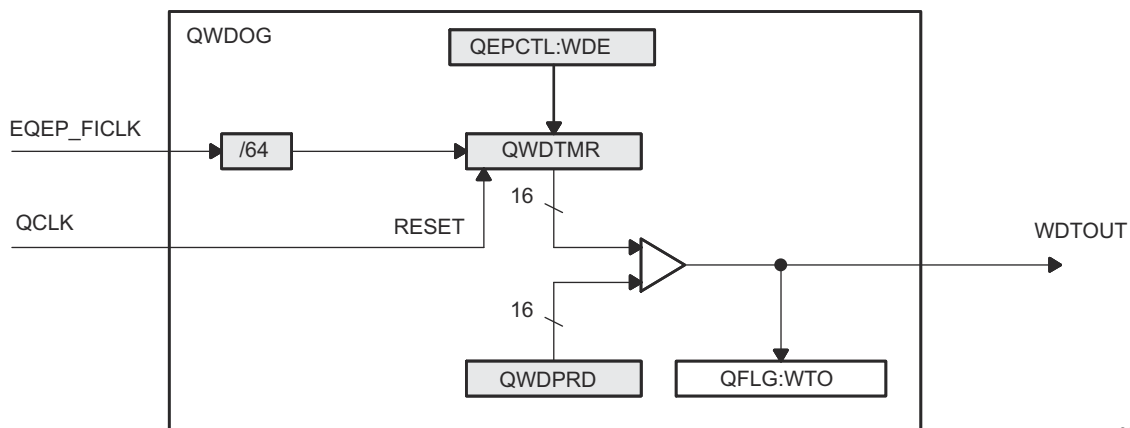 QWDOG
QEPCTL:WDE
EQEP_FICLK
/64
QWDTMR
16
QCLK
RESET
WDTOUT
16
QWDPRD
QFLG:WTO